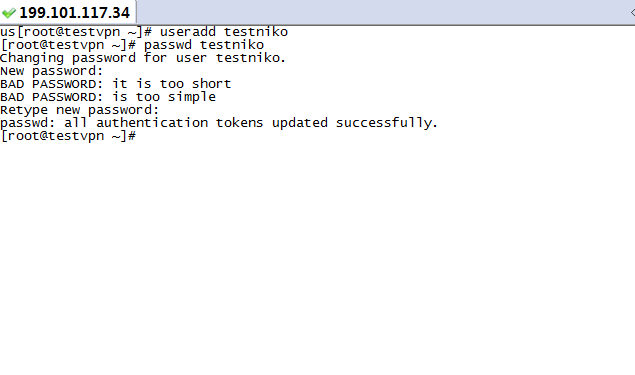 199.101.117.34
us[root@testvpn ~]# useradd testniko
[root@testvpn ~]# passwd testniko
Changing password for user testniko.
New password:
BAD PASSWORD: it is too short
BAD PASSWORD: is too simple
Retype new password:
passwd: all authentication tokens updated successfully.
[root@testvpn ~]#